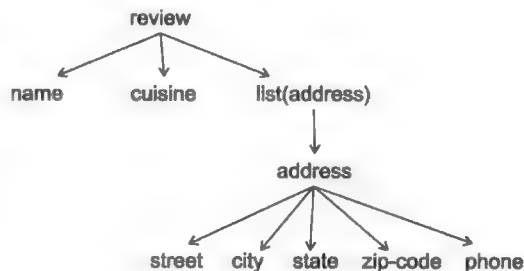 review
name cuisine list(address)
address
street city state zip-code phone